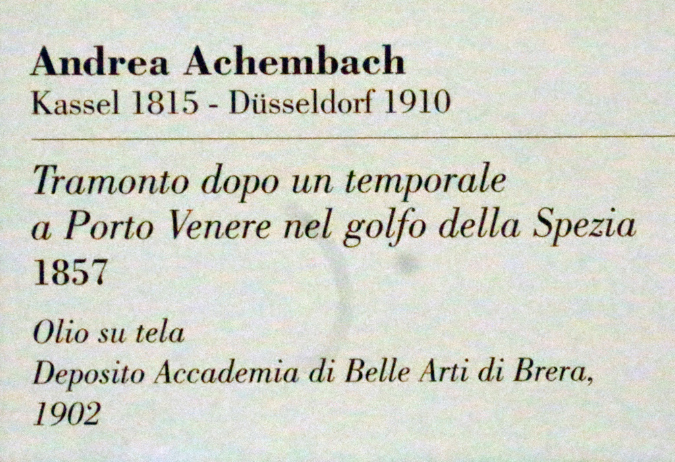 Andrea Achembach
Kassel 1815 - Düsseldorf 1910
Tramonto dopo un temporale
a Porto Venere nel golfo della Spezia
1857
Olio su tela
Deposito Accademia di Belle Arti di Brera,
1902